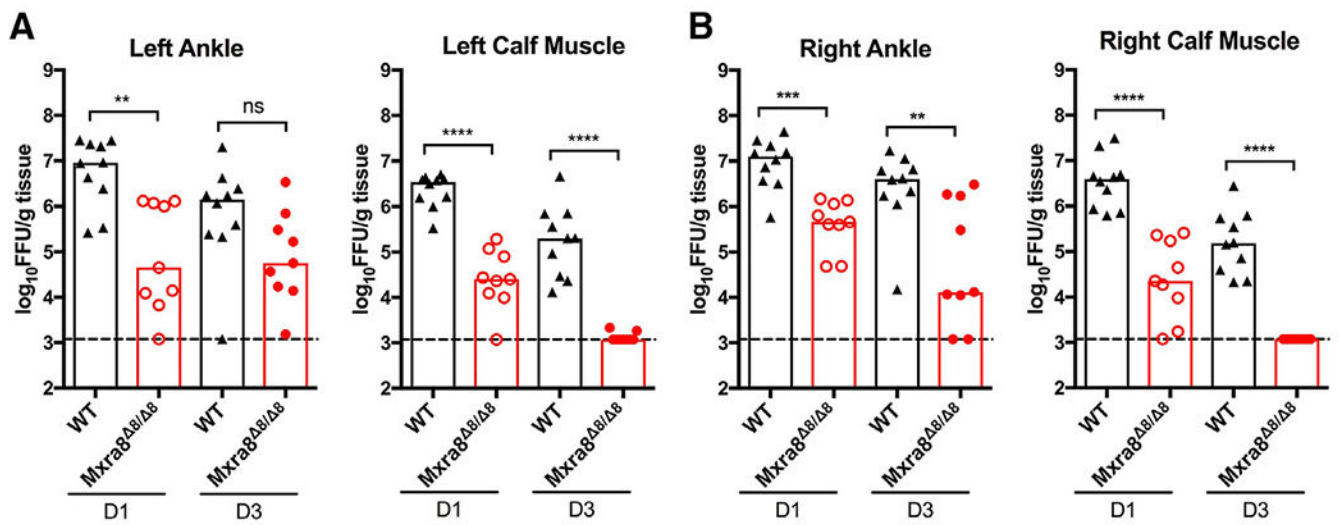 A
B
Left Ankle
Left Calf Muscle
Right Ankle
Right Calf Muscle
log10FFU/g tissue
9
8
7
6
5
4
3
2
**
ns
WT
Mxra8Δ8/Δ8
WT
Mxra8Δ8/Δ8
D1
D3
log10FFU/g tissue
9
8
7
6
5
4
3
2
****
****
WT
Mxra8Δ8/Δ8
WT
Mxra8Δ8/Δ8
D1
D3
log10FFU/g tissue
9
8
7
6
5
4
3
2
***
**
WT
Mxra8Δ8/Δ8
WT
Mxra8Δ8/Δ8
D1
D3
log10FFU/g tissue
9
8
7
6
5
4
3
2
****
****
WT
Mxra8Δ8/Δ8
WT
Mxra8Δ8/Δ8
D1
D3